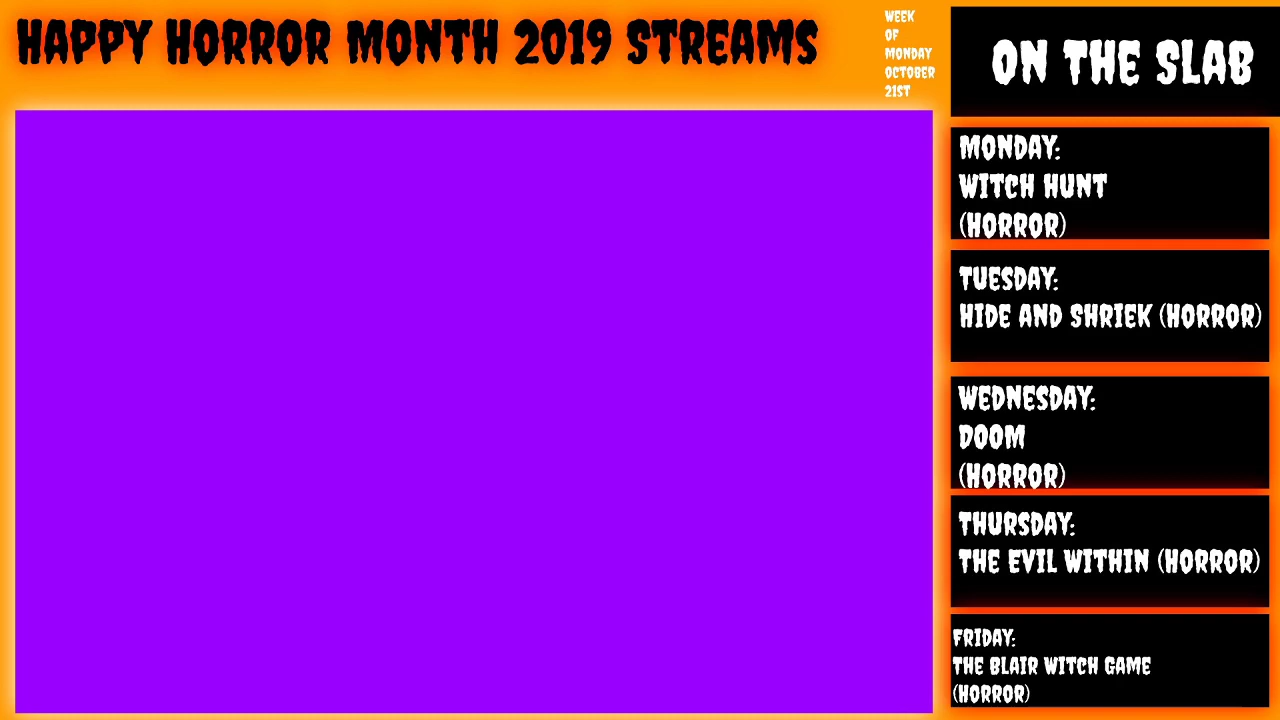 HAPPY HORROR MONTH 2019 STREAMS
WEEK
OF
MONDAY
OCTOBER
21ST
ON THE SLAB
MONDAY:
WITCH HUNT
(HORROR)
TUESDAY:
HIDE AND SHRIEK (HORROR)
WEDNESDAY:
DOOM
(HORROR)
THURSDAY:
THE EVIL WITHIN (HORROR)
FRIDAY:
THE BLAIR WITCH GAME
(HORROR)